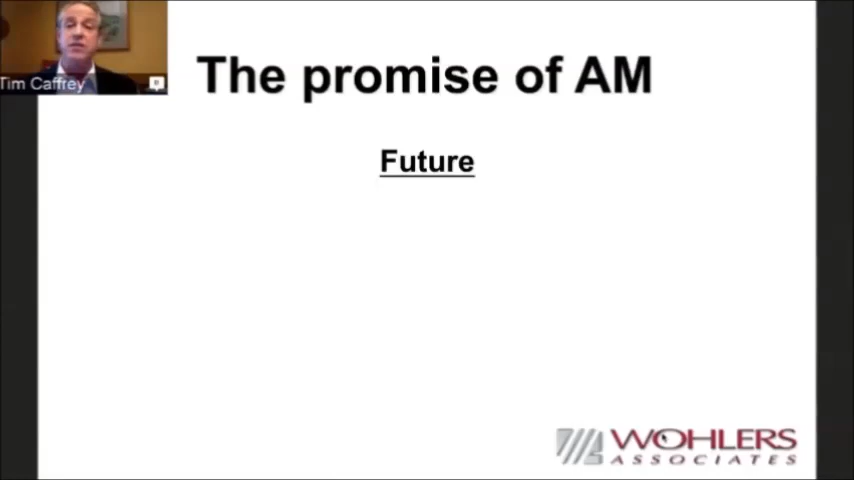 Tim Caffrey
The promise of AM
Future
WOHLERS
ASSOCIATES